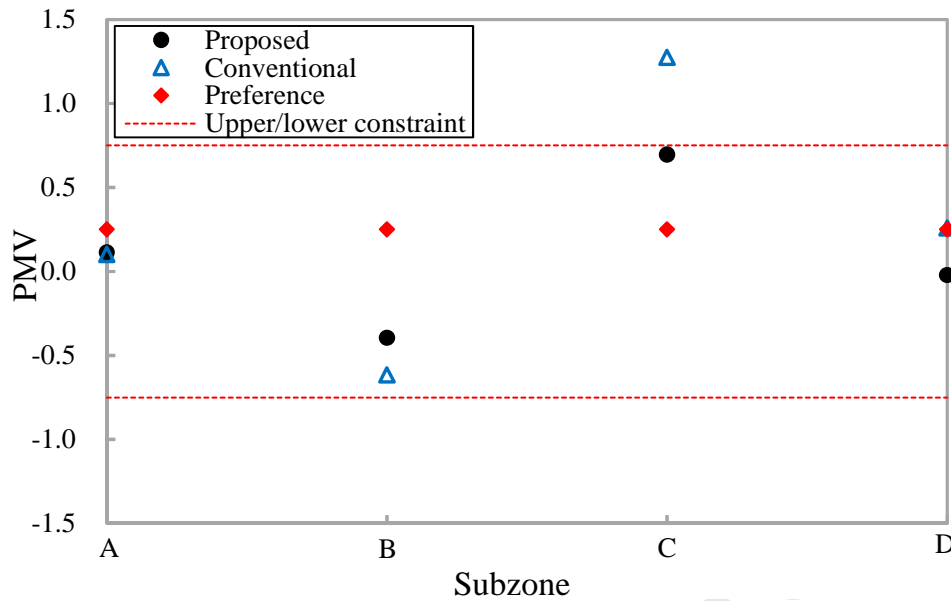 1.5
Proposed
Conventional
Preference
Upper/lower constraint
1.0
0.5
0.0
-0.5
-1.0
-1.5
PMV
A B C D
Subzone